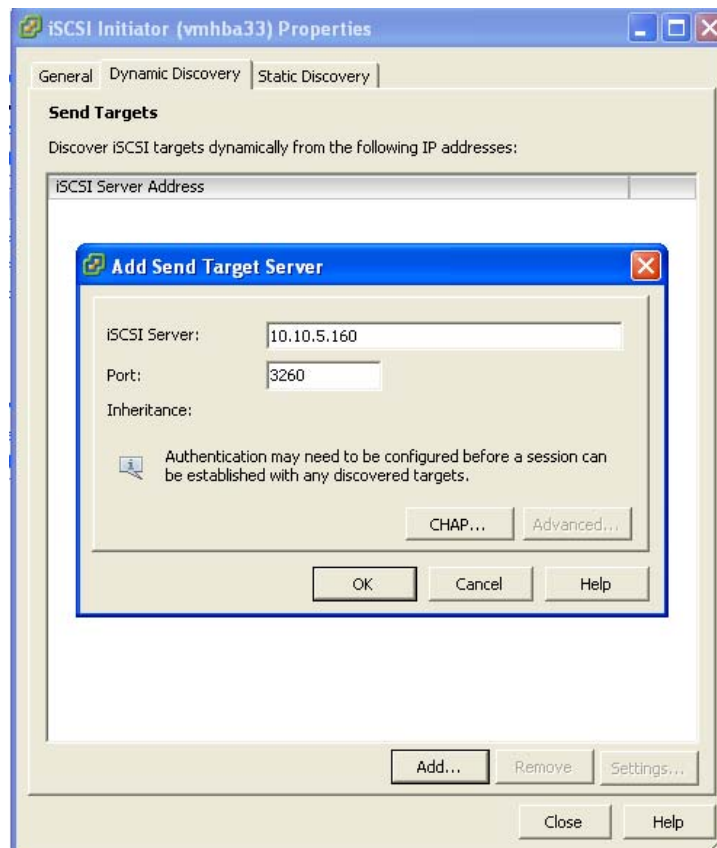 iSCSI Initiator (vmhba33) Properties
General Dynamic Discovery Static Discovery
Send Targets
Discover iSCSI targets dynamically from the following IP addresses:
iSCSI Server Address
Add Send Target Server
iSCSI Server: 10.10.5.160
Port: 3260
Inheritance:
Authentication may need to be configured before a session can
be established with any discovered targets.
CHAP... Advanced...
OK Cancel Help
Add... Remove Settings...
Close Help